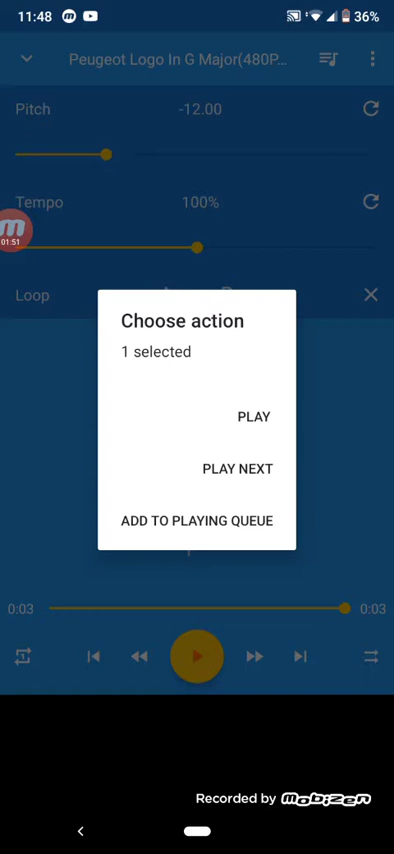 11:48
36%
Peugeot Logo In G Major(480P...
Pitch
-12.00
Tempo
100%
01:51
Loop
Choose action
1 selected
PLAY
PLAY NEXT
ADD TO PLAYING QUEUE
0:03
0:03
1
Recorded by Mobizen